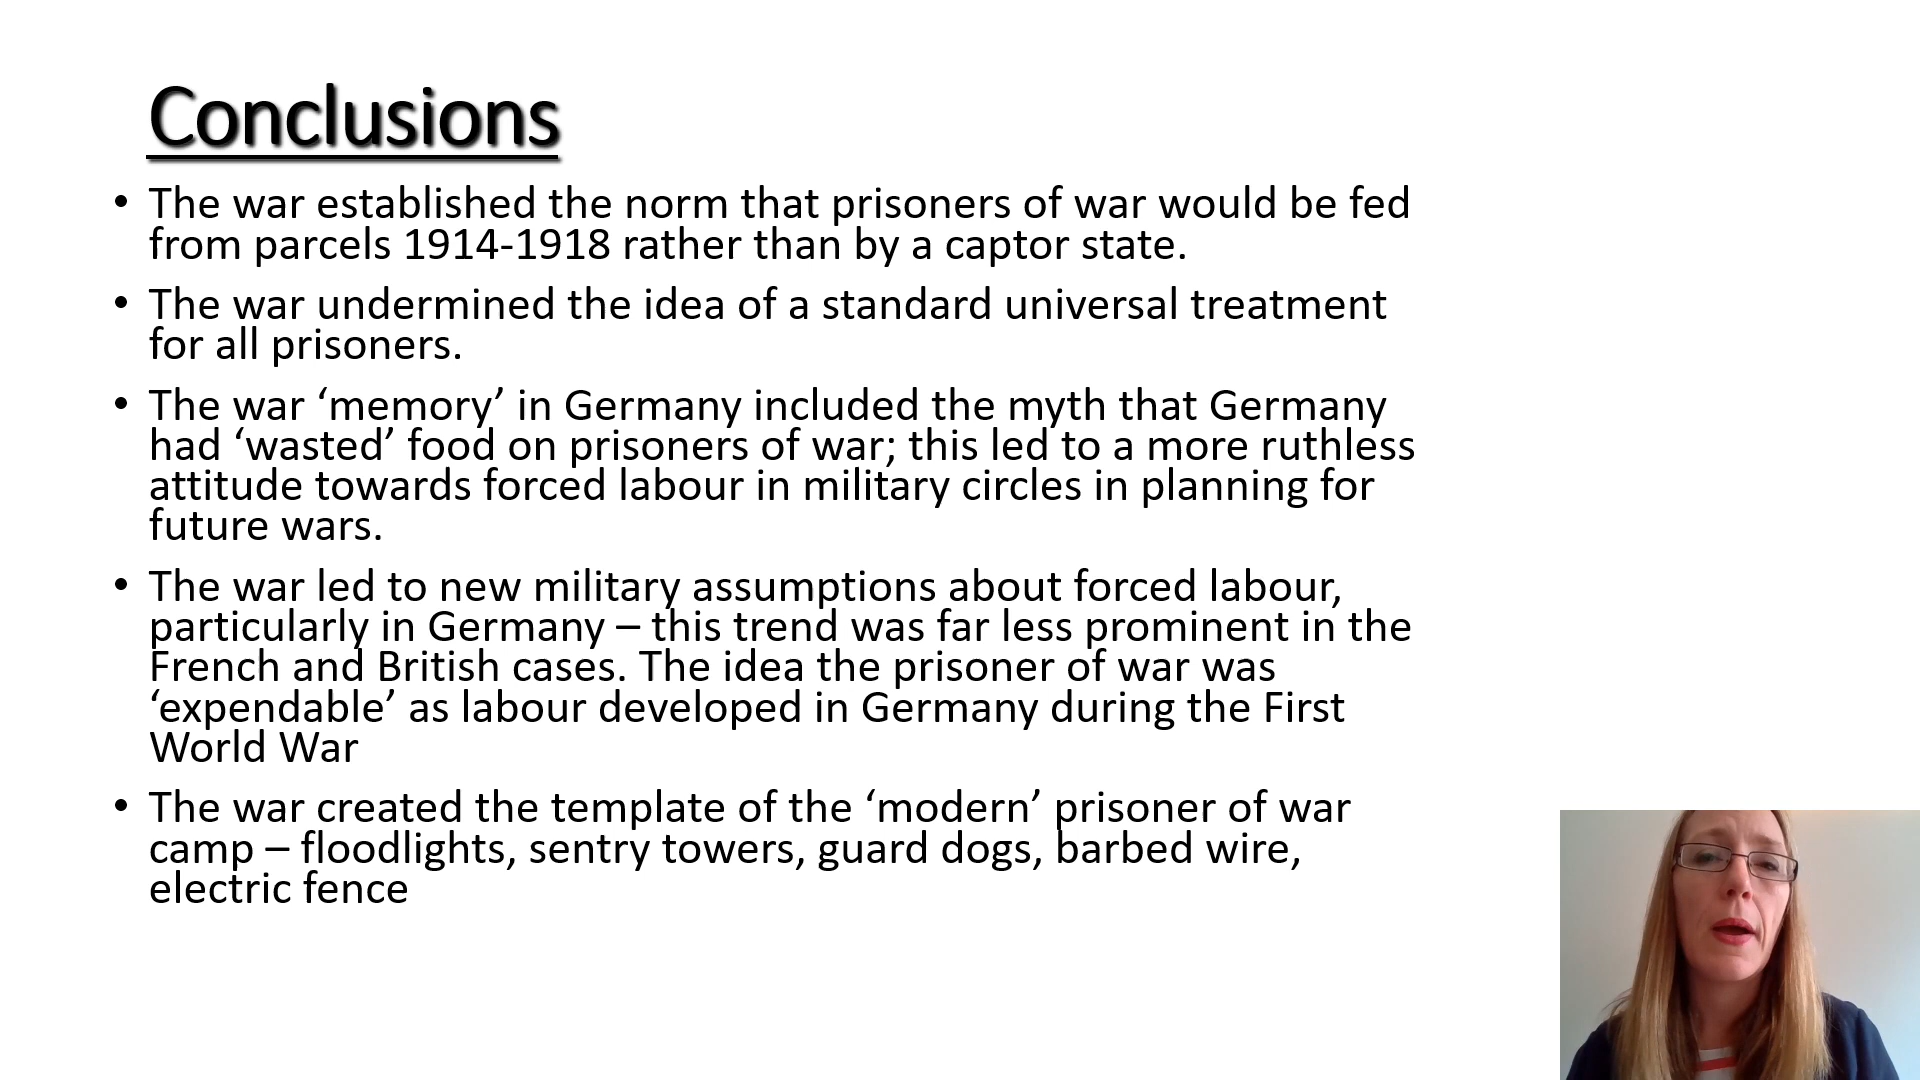 Conclusions
• The war established the norm that prisoners of war would be fed
from parcels 1914-1918 rather than by a captor state.
• The war undermined the idea of a standard universal treatment
for all prisoners.
• The war ‘memory’ in Germany included the myth that Germany
had ‘wasted’ food on prisoners of war; this led to a more ruthless
attitude towards forced labour in military circles in planning for
future wars.
• The war led to new military assumptions about forced labour,
particularly in Germany – this trend was far less prominent in the
French and British cases. The idea the prisoner of war was
‘expendable’ as labour developed in Germany during the First
World War
• The war created the template of the ‘modern’ prisoner of war
camp – floodlights, sentry towers, guard dogs, barbed wire,
electric fence